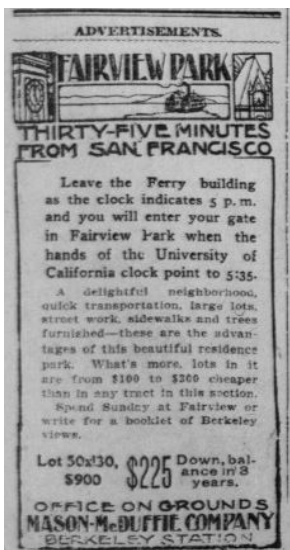 ADVERTISEMENTS.
FAIRVIEW PARK
THIRTY-FIVE MINUTES
FROM SAN FRANCISCO
Leave the Ferry building
as the clock indicates 5 p. m.
and you will enter your gate
in Fairview Park when the
hands of the University of
California clock point to 5:35.
A delightful neighborhood,
quick transportation, large lots,
street work, sidewalks and trees
furnished—these are the advan-
tages of this beautiful residence
park. What's more, lots in it
are from $100 to $200 cheaper
than in any tract in this section.
Spend Sunday at Fairview or
write for a booklet of Berkeley
views.
Lot 50x130, $225 Down, bal-
$900 ance in 3
years.
OFFICE ON GROUNDS
MASON-McDUFFIE COMPANY
BERKELEY STATION